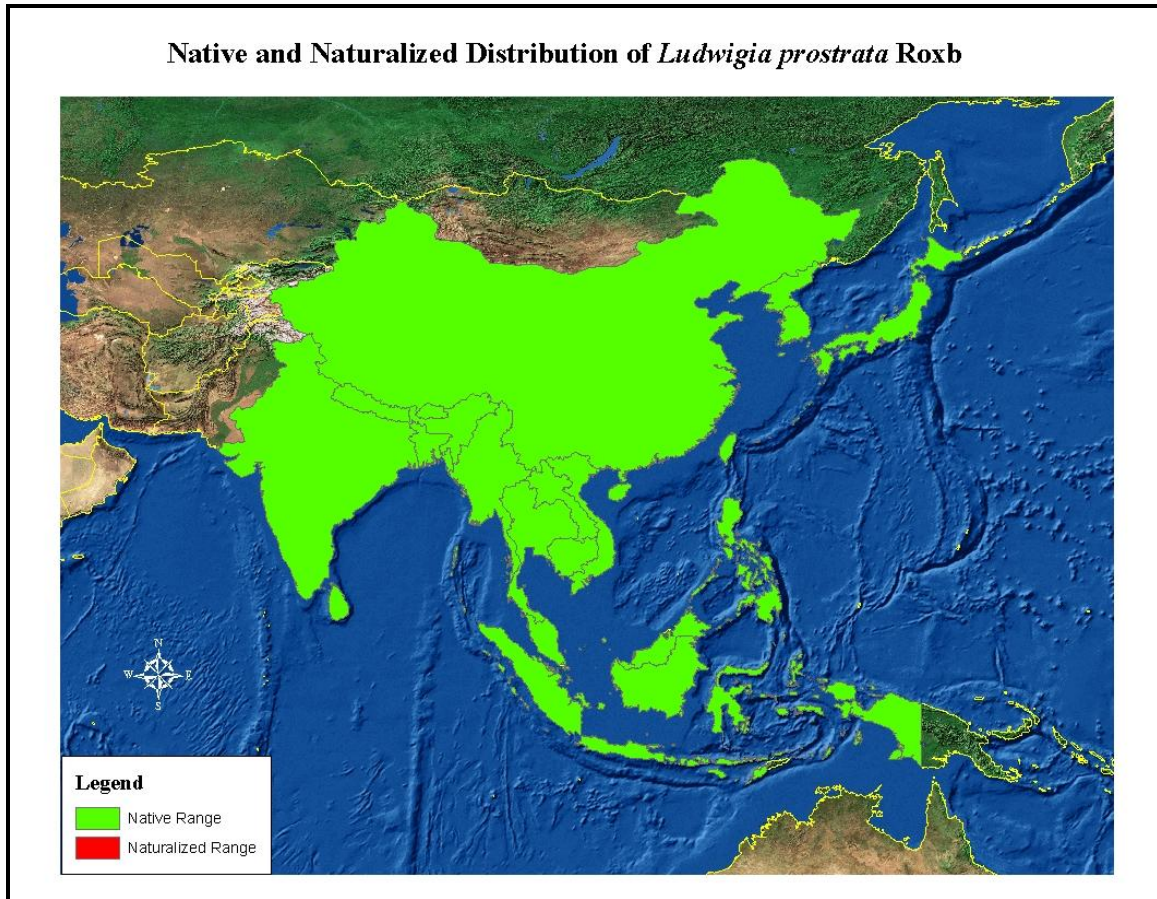 Native and Naturalized Distribution of Ludwigia prostrata Roxb
N
W E
S
Legend
Native Range
Naturalized Range